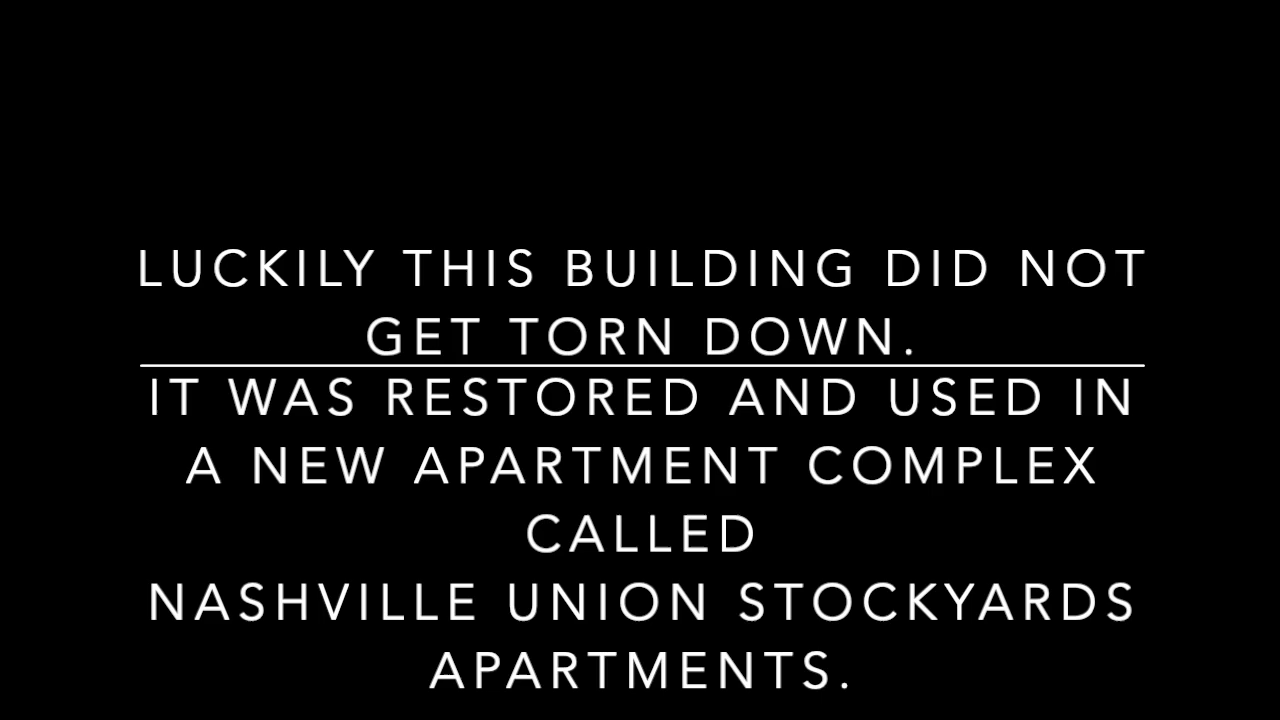 LUCKILY THIS BUILDING DID NOT
GET TORN DOWN.
IT WAS RESTORED AND USED IN
A NEW APARTMENT COMPLEX
CALLED
NASHVILLE UNION STOCKYARDS
APARTMENTS.